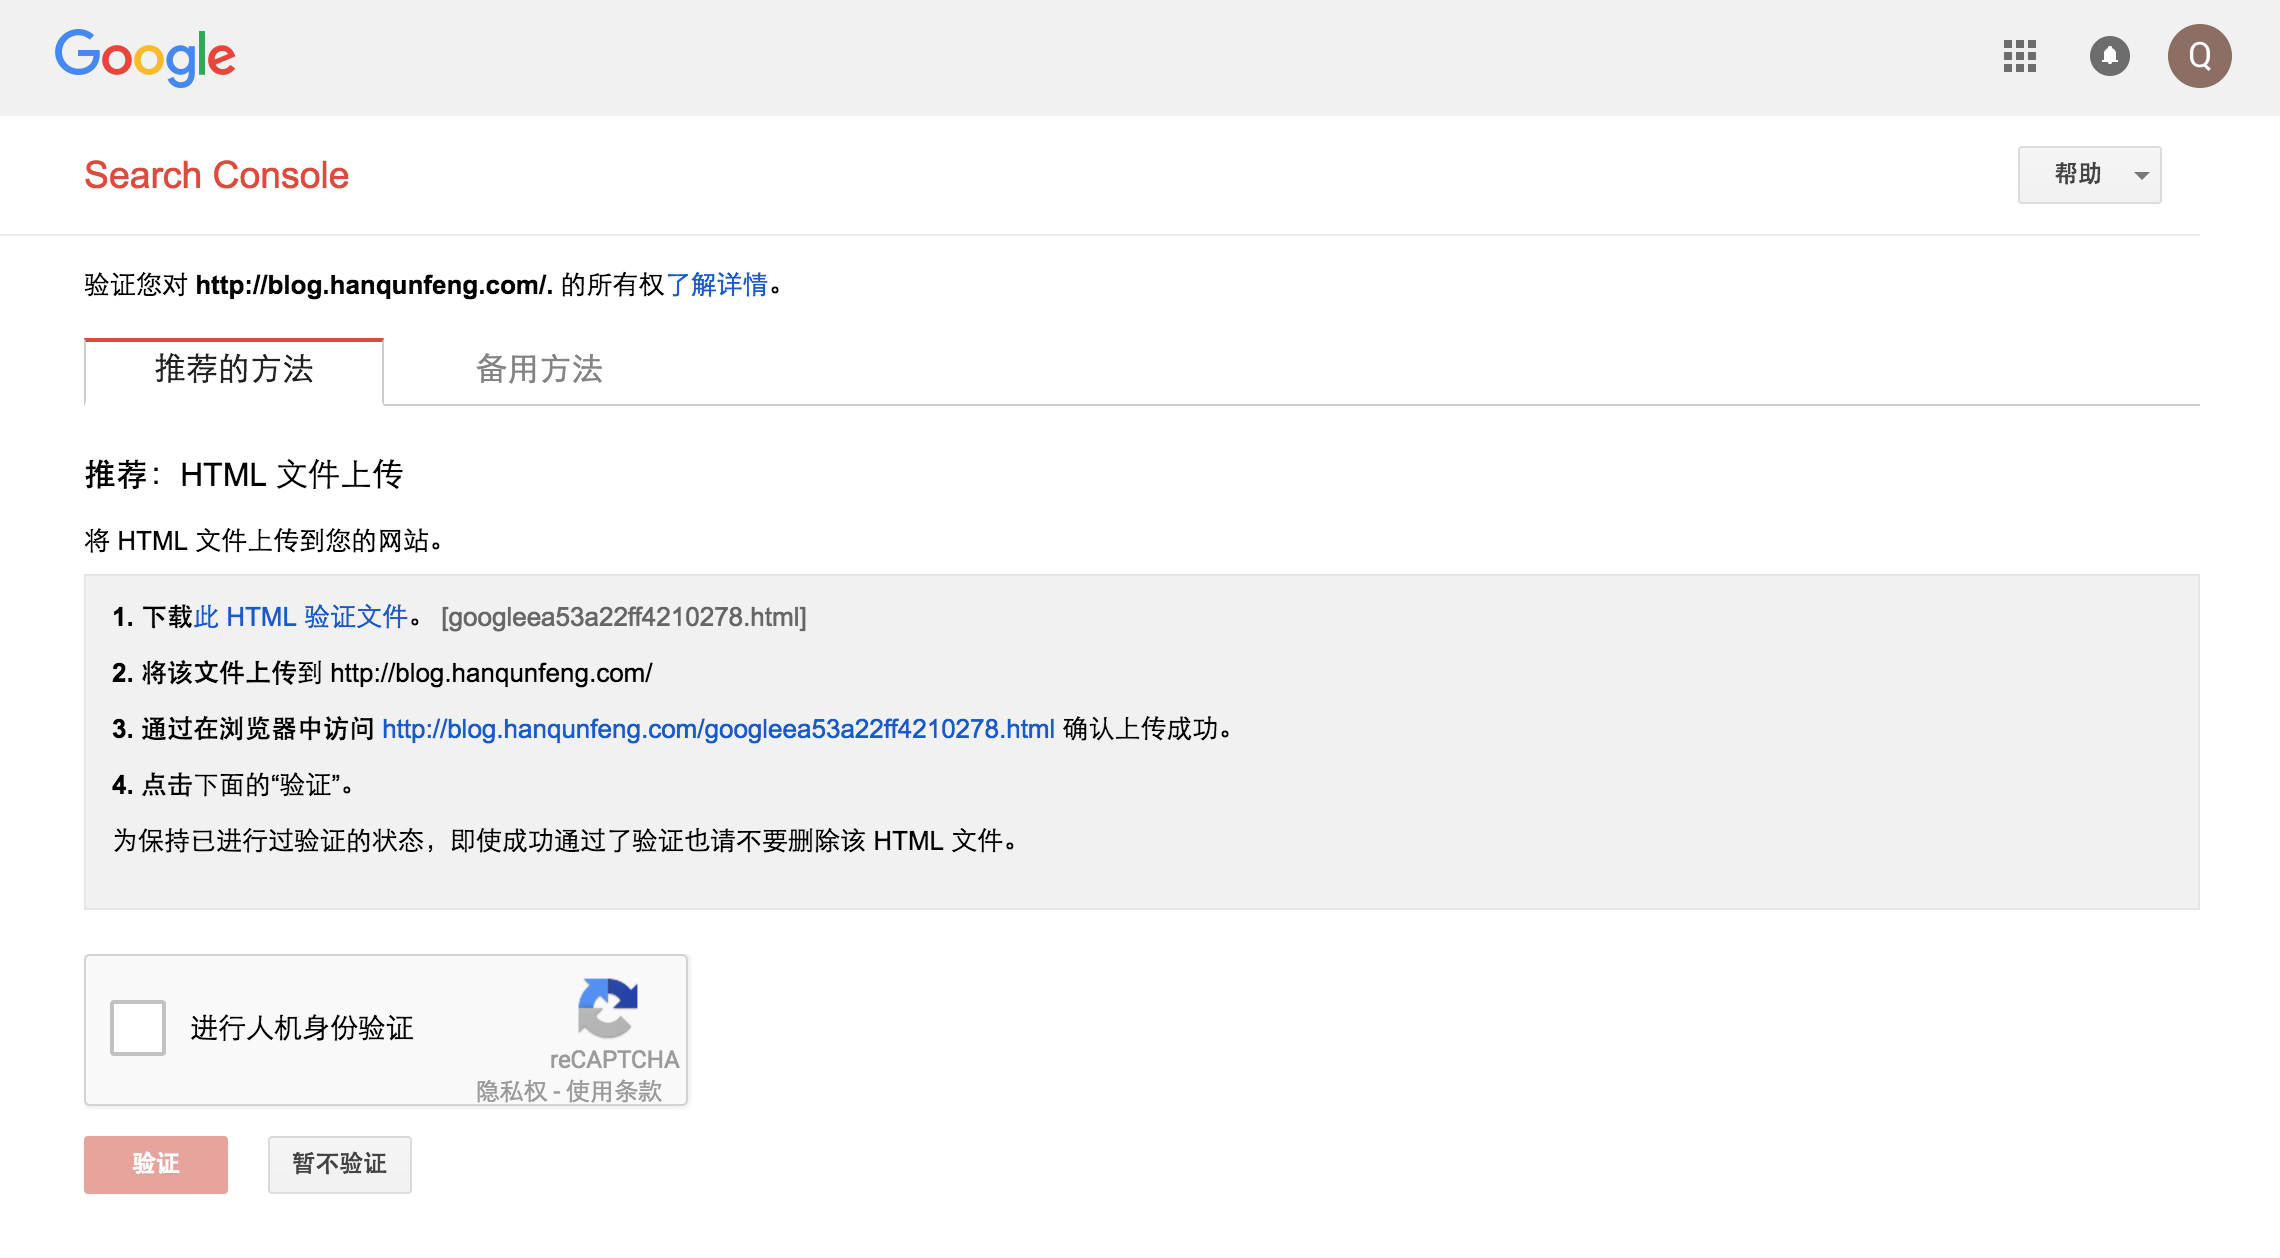 Google
Q
Search Console
帮助
验证您对 http://blog.hanqunfeng.com/. 的所有权了解详情。
推荐的方法 备用方法
推荐：HTML 文件上传
将 HTML 文件上传到您的网站。
1. 下载此 HTML 验证文件。 [googleea53a22ff4210278.html]
2. 将该文件上传到 http://blog.hanqunfeng.com/
3. 通过在浏览器中访问 http://blog.hanqunfeng.com/googleea53a22ff4210278.html 确认上传成功。
4. 点击下面的“验证”。
为保持已进行过验证的状态，即使成功通过了验证也请不要删除该 HTML 文件。
进行人机身份验证
reCAPTCHA
隐私权 - 使用条款
验证 暂不验证